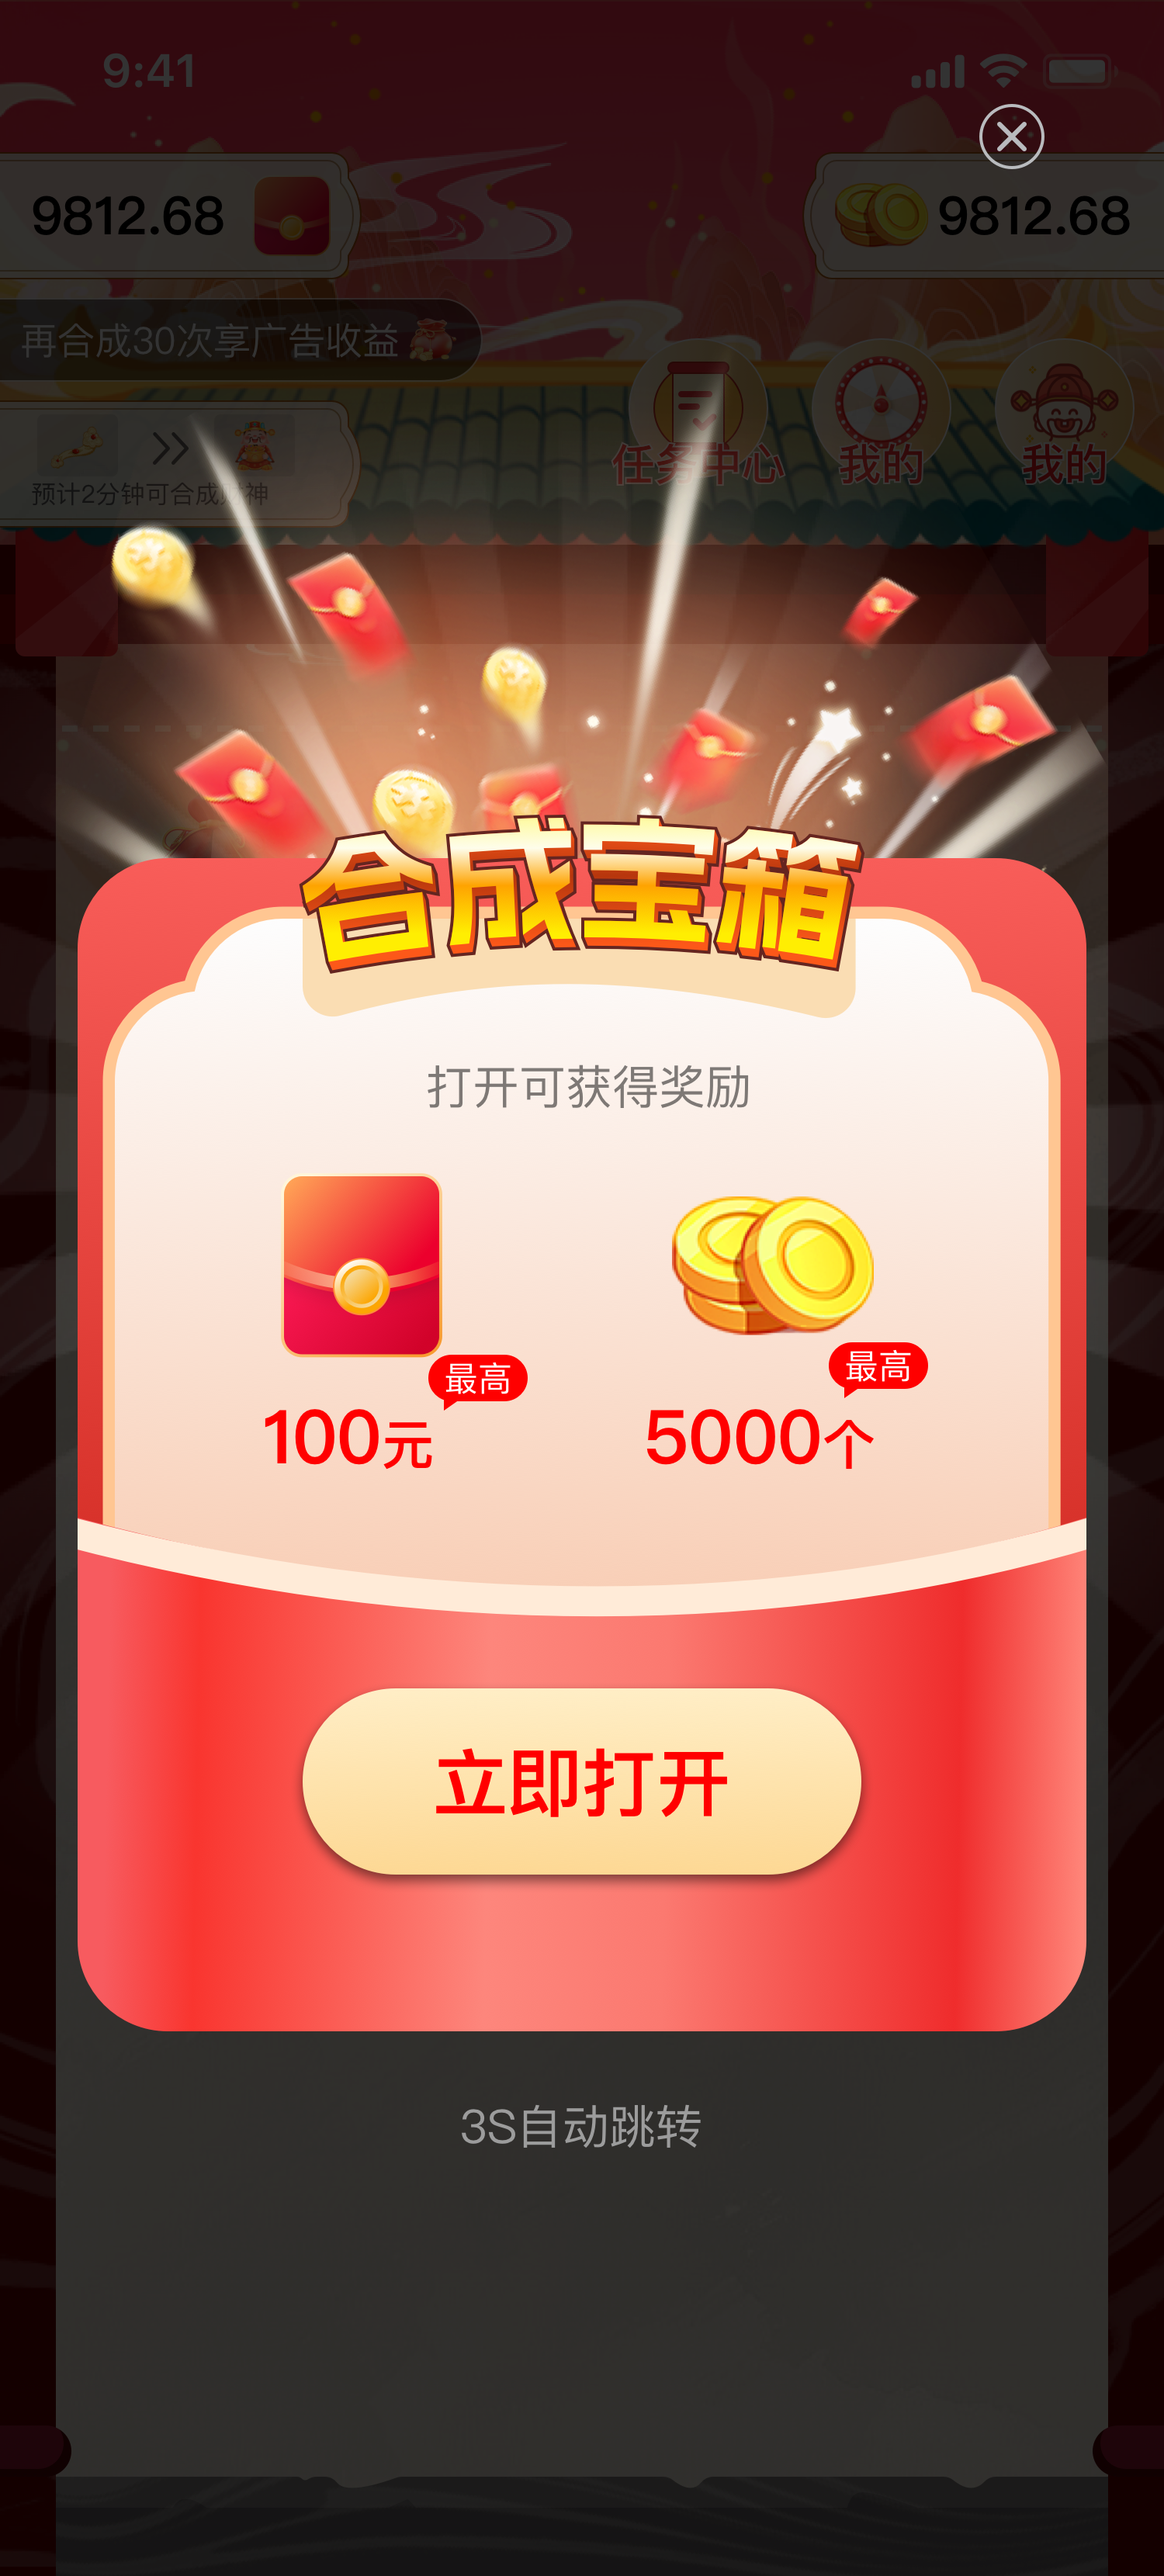 9:41
9812.68
9812.68
再合成30次享广告收益
任务中心
我的
我的
预计2分钟可合成财神
合成宝箱
打开可获得奖励
最高
最高
100元
5000个
立即打开
3S自动跳转